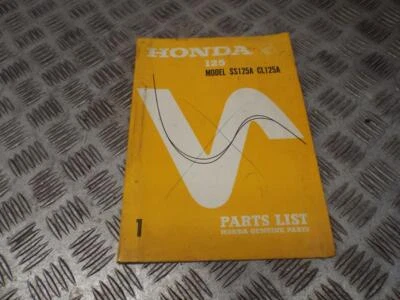 HONDA
125
MODEL SS125A·CL125A
1
PARTS LIST
HONDA GENUINE PARTS